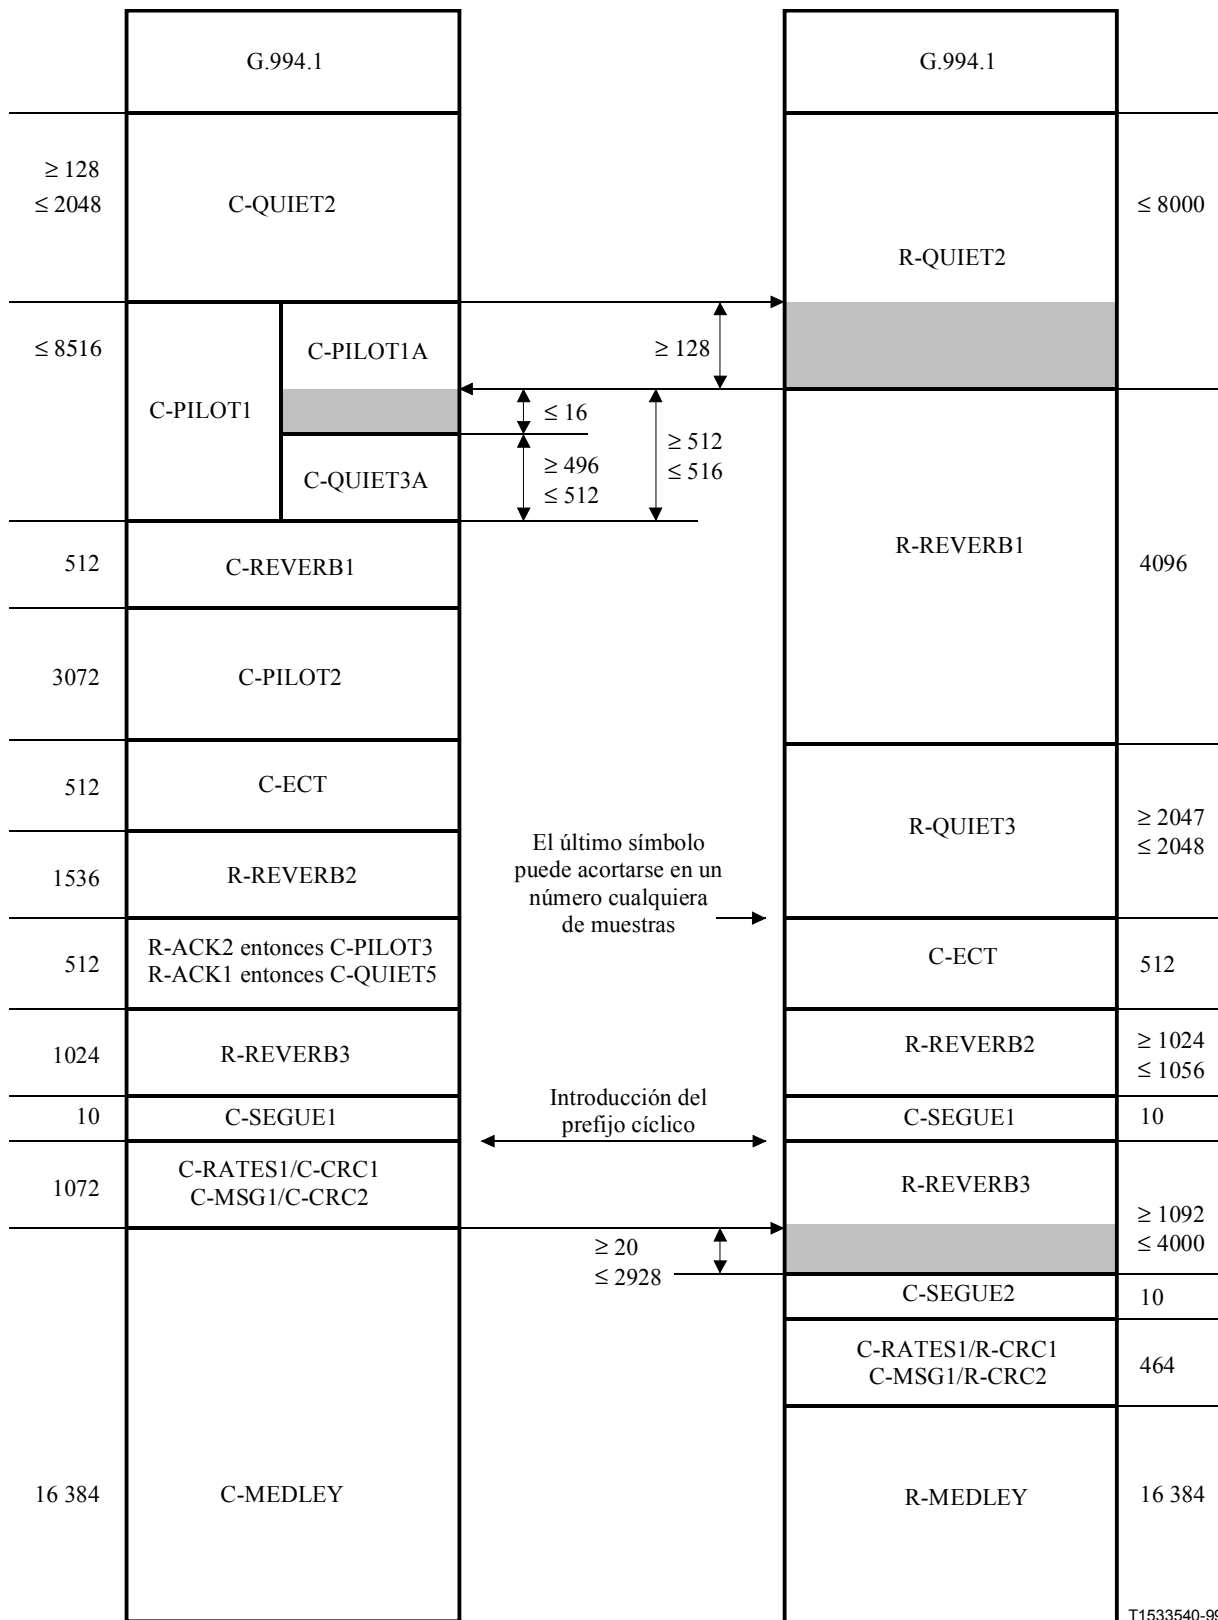 G.994.1
G.994.1
≥ 128
≤ 2048
C-QUIET2
≤ 8000
R-QUIET2
≤ 8516
C-PILOT1A
≥ 128
C-PILOT1
≤ 16
≥ 512
≤ 516
C-QUIET3A
≥ 496
≤ 512
R-REVERB1
4096
512
C-REVERB1
3072
C-PILOT2
512
C-ECT
R-QUIET3
≥ 2047
≤ 2048
1536
R-REVERB2
El último símbolo
puede acortarse en un
número cualquiera
de muestras
512
R-ACK2 entonces C-PILOT3
R-ACK1 entonces C-QUIET5
C-ECT
512
1024
R-REVERB3
R-REVERB2
≥ 1024
≤ 1056
10
C-SEGUE1
Introducción del
prefijo cíclico
C-SEGUE1
10
1072
C-RATES1/C-CRC1
C-MSG1/C-CRC2
R-REVERB3
≥ 1092
≤ 4000
≥ 20
≤ 2928
C-SEGUE2
10
C-RATES1/R-CRC1
C-MSG1/R-CRC2
464
16 384
C-MEDLEY
R-MEDLEY
16 384
T1533540-99